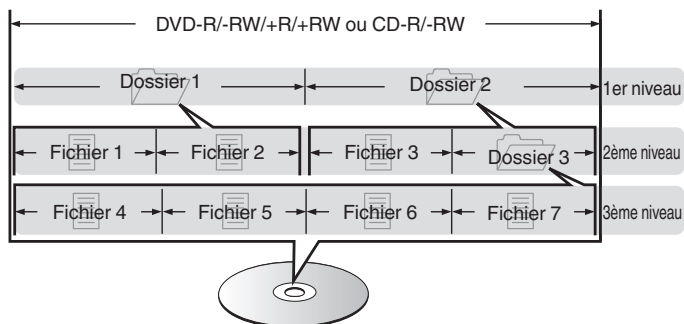 DVD-R/-RW/+R/+RW ou CD-R/-RW
Dossier 1 Dossier 2 1er niveau
Fichier 1 Fichier 2 Fichier 3 Dossier 3 2ème niveau
Fichier 4 Fichier 5 Fichier 6 Fichier 7 3ème niveau